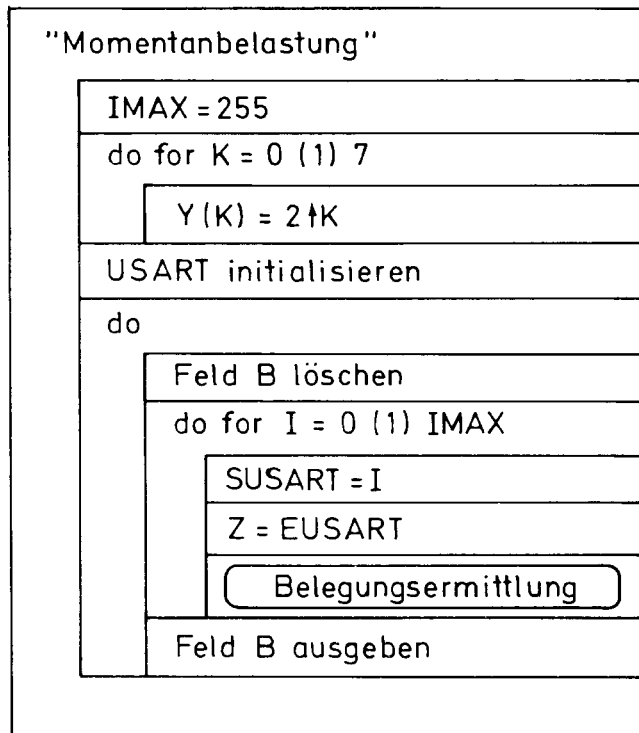 "Momentanbelastung"
IMAX = 255
do for K = 0 (1) 7
Y(K) = 2↑K
USART initialisieren
do
Feld B löschen
do for I = 0 (1) IMAX
SUSART = I
Z = EUSART
Belegungsermittlung
Feld B ausgeben